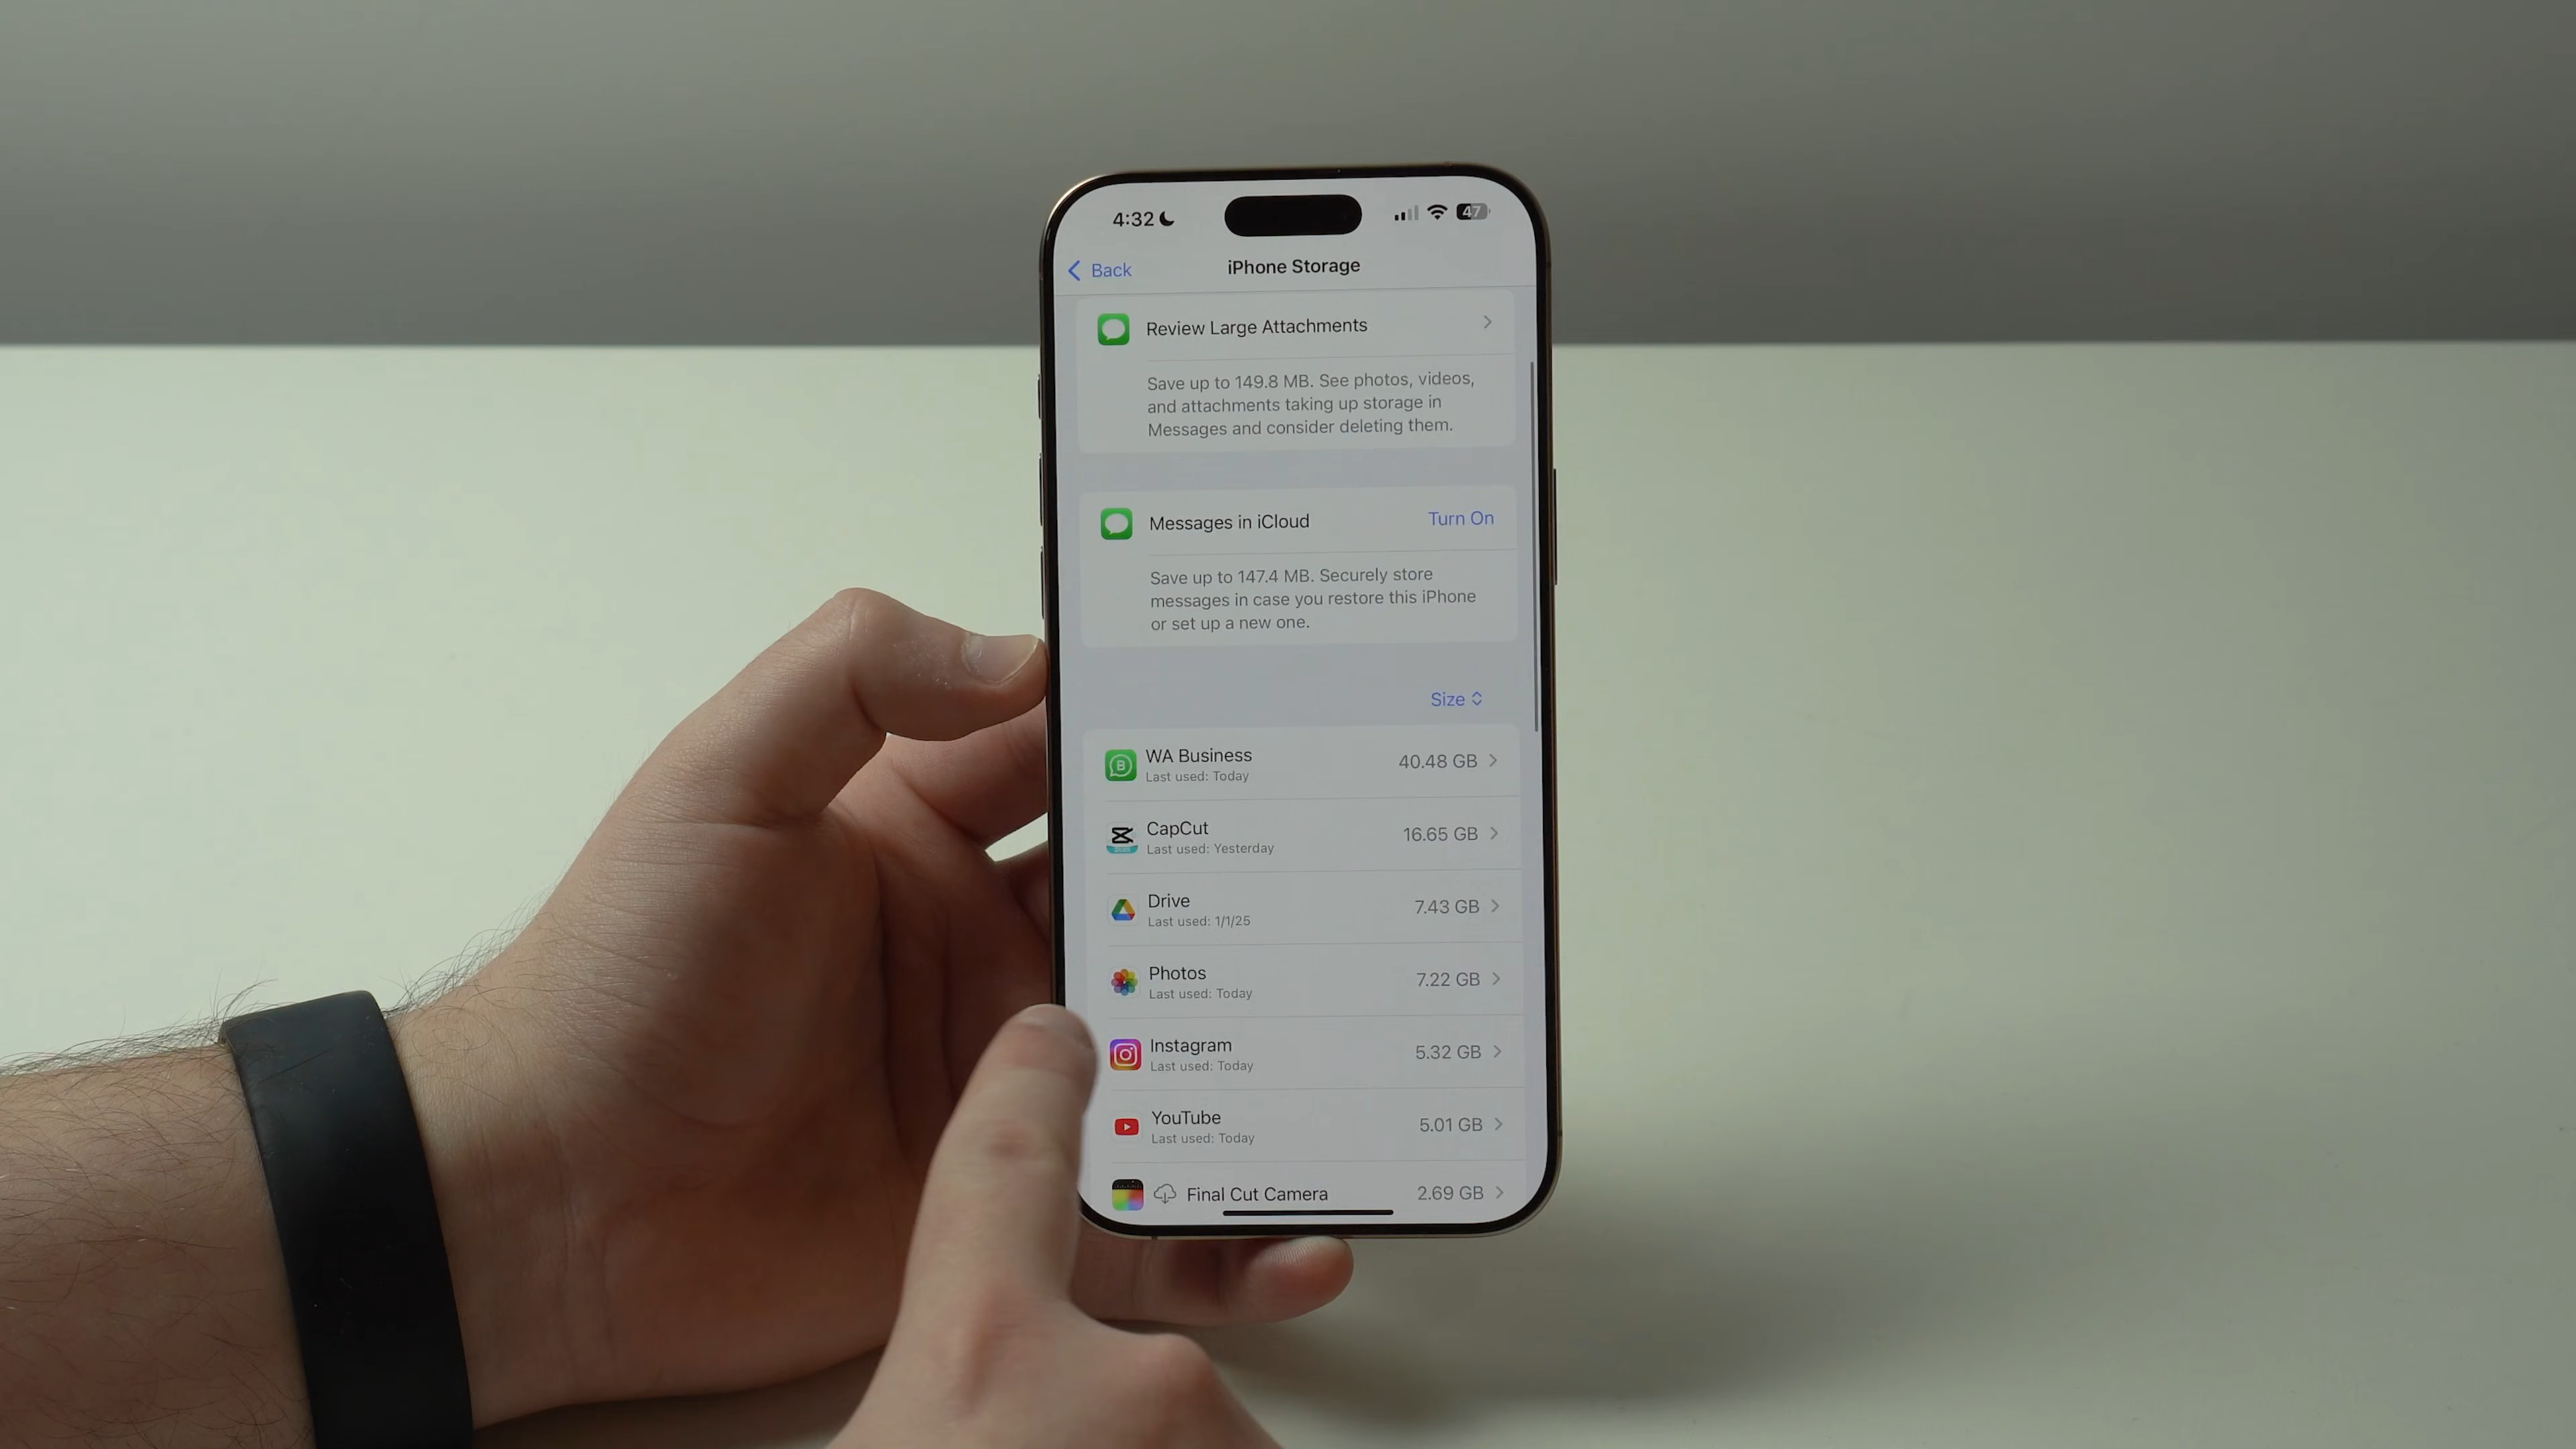 4:32
47
Back
iPhone Storage
Review Large Attachments
Save up to 149.8 MB. See photos, videos,
and attachments taking up storage in
Messages and consider deleting them.
Messages in iCloud
Turn On
Save up to 147.4 MB. Securely store
messages in case you restore this iPhone
or set up a new one.
Size
WA Business
Last used: Today
40.48 GB
CapCut
Last used: Yesterday
16.65 GB
Drive
Last used: 1/1/25
7.43 GB
Photos
Last used: Today
7.22 GB
Instagram
Last used: Today
5.32 GB
YouTube
Last used: Today
5.01 GB
Final Cut Camera
2.69 GB